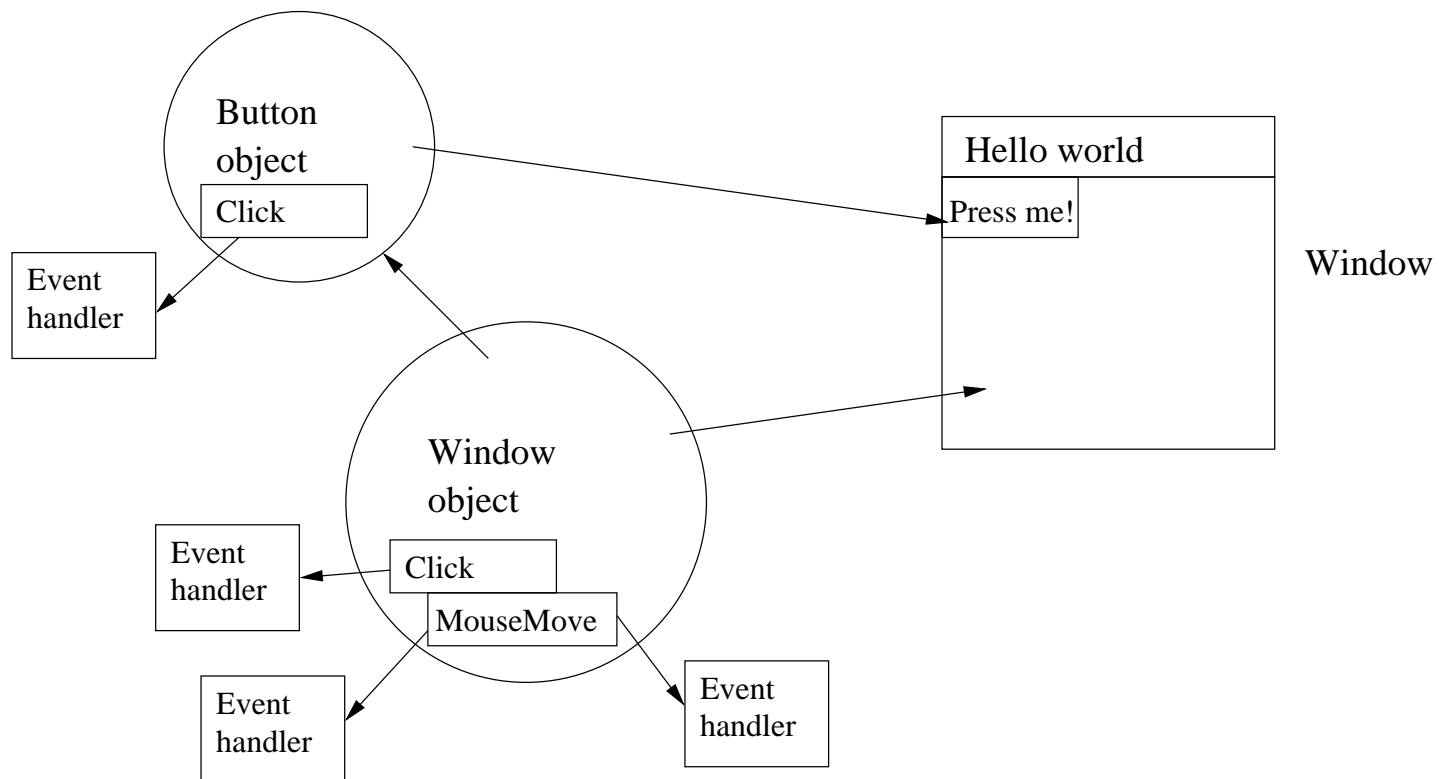 Button
object
Click
Event
handler
Hello world
Press me!
Window
Window
object
Click
MouseMove
Event
handler
Event
handler
Event
handler